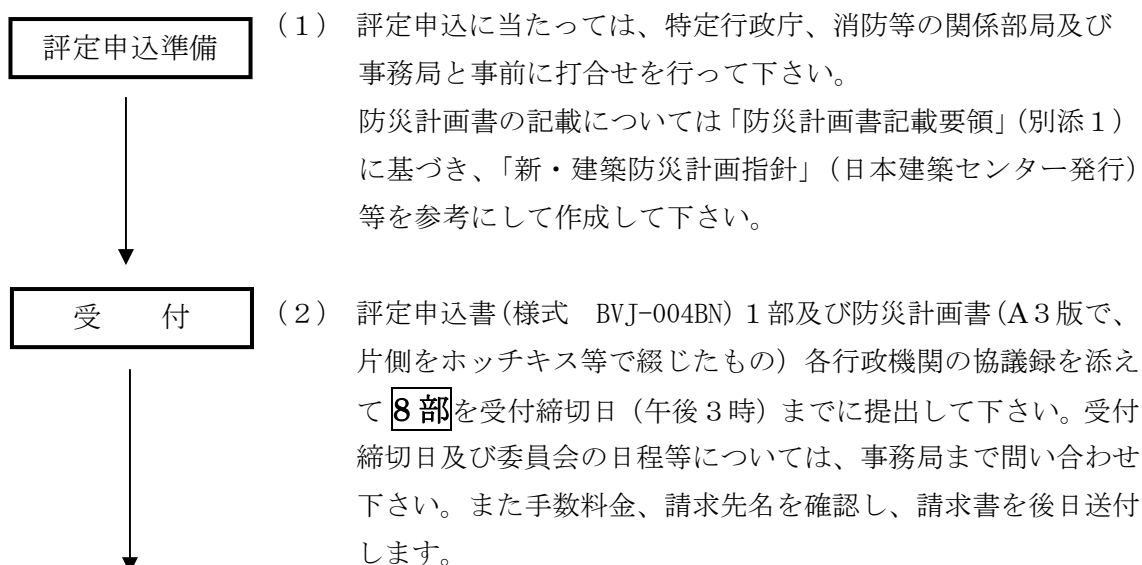 評定申込準備
（１） 評定申込に当たっては、特定行政庁、消防等の関係部局及び
事務局と事前に打合せを行って下さい。
防災計画書の記載については「防災計画書記載要領」（別添１）
に基づき、「新・建築防災計画指針」（日本建築センター発行）
等を参考にして作成して下さい。
受　　付
（２） 評定申込書（様式　BVJ-004BN）１部及び防災計画書（A３版で、
片側をホッチキス等で綴じたもの）各行政機関の協議録を添え
て８部を受付締切日（午後３時）までに提出して下さい。受付
締切日及び委員会の日程等については、事務局まで問い合わせ
下さい。また手数料金、請求先名を確認し、請求書を後日送付
します。